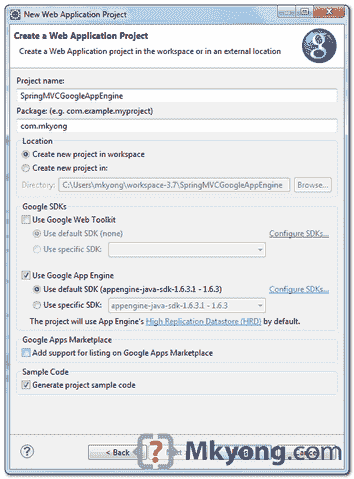 New Web Application Project
Create a Web Application Project
Create a Web Application project in the workspace or in an external location
Project name:
SpringMVCGoogleAppEngine
Package: (e.g. com.example.myproject)
com.mkyong
Location
Create new project in workspace
Create new project in:
Directory: C:\Users\mkyong\workspace-3.7\SpringMVCGoogleAppEngine Browse...
Google SDKs
Use Google Web Toolkit
Use default SDK (none) Configure SDKs...
Use specific SDK:
Use Google App Engine
Use default SDK (appengine-java-sdk-1.6.3.1 - 1.6.3) Configure SDKs...
Use specific SDK: appengine-java-sdk-1.6.3.1 - 1.6.3
The project will use App Engine's High Replication Datastore (HRD) by default.
Google Apps Marketplace
Add support for listing on Google Apps Marketplace
Sample Code
Generate project sample code
? < Back
Mkyong.com